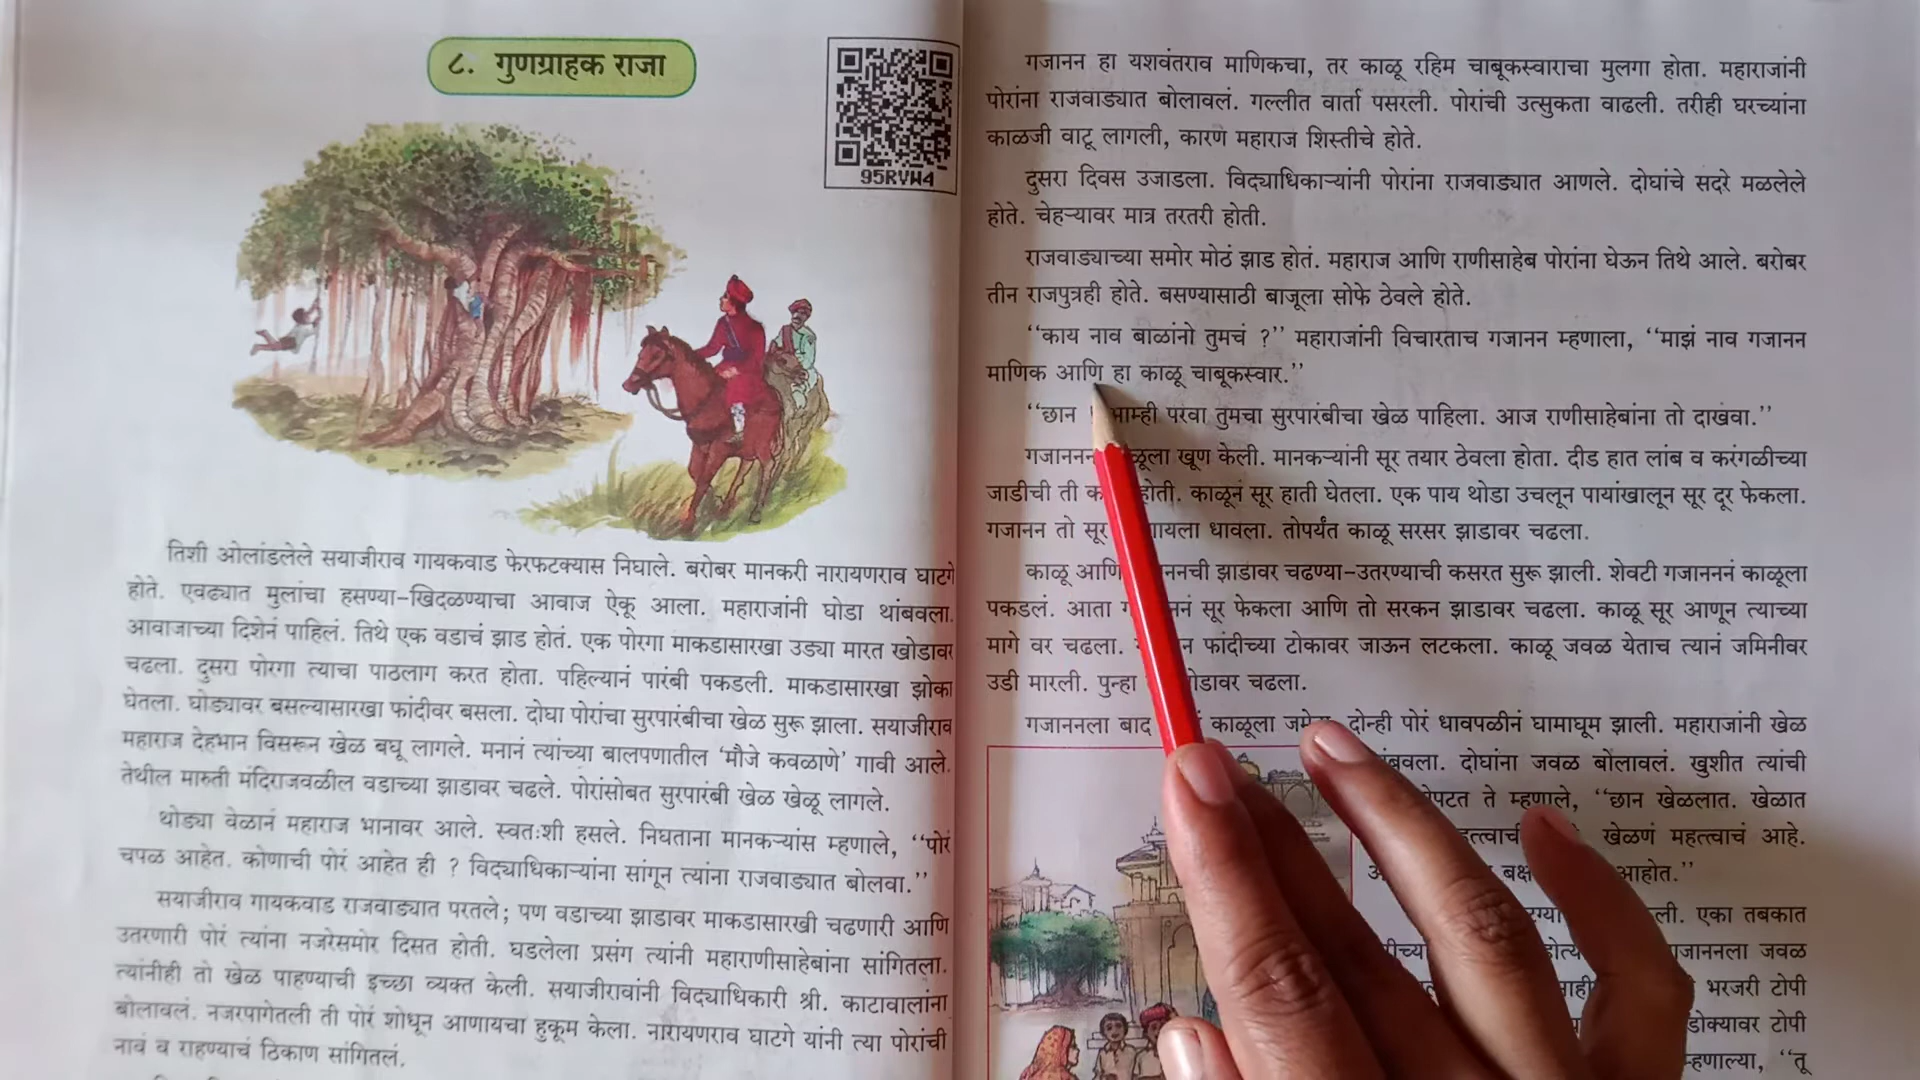 ८. गुणग्राहक राजा
95RVW4
तिशी ओलांडलेले सयाजीराव गायकवाड फेरफटक्यास निघाले. बरोबर मानकरी नारायणराव घाटगे
होते. एवढ्यात मुलांचा हसण्या-खिदळण्याचा आवाज ऐकू आला. महाराजांनी घोडा थांबवला.
आवाजाच्या दिशेनं पाहिलं. तिथे एक वडाचं झाड होतं. एक पोरगा माकडासारखा उड्या मारत खोडावर
चढला. दुसरा पोरगा त्याचा पाठलाग करत होता. पहिल्यानं पारंबी पकडली. माकडासारखा झोका
घेतला. घोड्यावर बसल्यासारखा फांदीवर बसला. दोघा पोरांचा सुरपारंबीचा खेळ सुरू झाला. सयाजीराव
महाराज देहभान विसरून खेळ बघू लागले. मनानं त्यांच्या बालपणातील ‘मौजे कवळाणे’ गावी आले.
तेथील मारुती मंदिराजवळील वडाच्या झाडावर चढले. पोरांसोबत सुरपारंबी खेळ खेळू लागले.
थोड्या वेळानं महाराज भानावर आले. स्वतःशी हसले. निघताना मानकऱ्यांस म्हणाले, ‘‘पोरं
चपळ आहेत. कोणाची पोरं आहेत ही ? विद्याधिकाऱ्यांना सांगून त्यांना राजवाड्यात बोलवा.’’
सयाजीराव गायकवाड राजवाड्यात परतले; पण वडाच्या झाडावर माकडासारखी चढणारी आणि
उतरणारी पोरं त्यांना नजरेसमोर दिसत होती. घडलेला प्रसंग त्यांनी महाराणीसाहेबांना सांगितला.
त्यांनीही तो खेळ पाहण्याची इच्छा व्यक्त केली. सयाजीरावांनी विद्याधिकारी श्री. काटावालांना
बोलावलं. नजरपागेतली ती पोरं शोधून आणायचा हुकूम केला. नारायणराव घाटगे यांनी त्या पोरांची
नावं व राहण्याचं ठिकाण सांगितलं.
गजानन हा यशवंतराव माणिकचा, तर काळू रहिम चाबूकस्वाराचा मुलगा होता. महाराजांनी
पोरांना राजवाड्यात बोलावलं. गल्लीत वार्ता पसरली. पोरांची उत्सुकता वाढली. तरीही घरच्यांना
काळजी वाटू लागली, कारण महाराज शिस्तीचे होते.
दुसरा दिवस उजाडला. विद्याधिकाऱ्यांनी पोरांना राजवाड्यात आणले. दोघांचे सदरे मळलेले
होते. चेहऱ्यावर मात्र तरतरी होती.
राजवाड्याच्या समोर मोठं झाड होतं. महाराज आणि राणीसाहेब पोरांना घेऊन तिथे आले. बरोबर
तीन राजपुत्रही होते. बसण्यासाठी बाजूला सोफे ठेवले होते.
‘‘काय नाव बाळांनो तुमचं ?’’ महाराजांनी विचारताच गजानन म्हणाला, ‘‘माझं नाव गजानन
माणिक आणि हा काळू चाबूकस्वार.’’
‘‘छान आम्ही परवा तुमचा सुरपारंबीचा खेळ पाहिला. आज राणीसाहेबांना तो दाखवा.’’
खूण केली. मानकऱ्यांनी सूर तयार ठेवला होता. दीड हात लांब व करंगळीच्या
जाडीची ती होती. काळूनं सूर हाती घेतला. एक पाय थोडा उचलून पायांखालून सूर दूर फेकला.
गजानन तो सूर धावला. तोपर्यंत काळू सरसर झाडावर चढला.
काळू आणि झाडावर चढण्या-उतरण्याची कसरत सुरू झाली. शेवटी गजाननं काळूला
पकडलं. आता सूर फेकला आणि तो सरकन झाडावर चढला. काळू सूर आणून त्याच्या
मागे वर चढला. फांदीच्या टोकावर जाऊन लटकला. काळू जवळ येताच त्यानं जमिनीवर
उडी मारली. पुन्हा चढला.
गजाननला बाद काळूला दोन्ही पोरं धावपळीनं घामाघूम झाली. महाराजांनी खेळ
दोघांना जवळ बोलावलं. खुशीत त्यांची
ते म्हणाले, ‘‘छान खेळलात. खेळात
खेळणं महत्त्वाचं आहे.
आहोत.’’
एका तबकात
गजाननला जवळ
भरजरी टोपी
डोक्यावर टोपी
म्हणाल्या, ‘‘तू